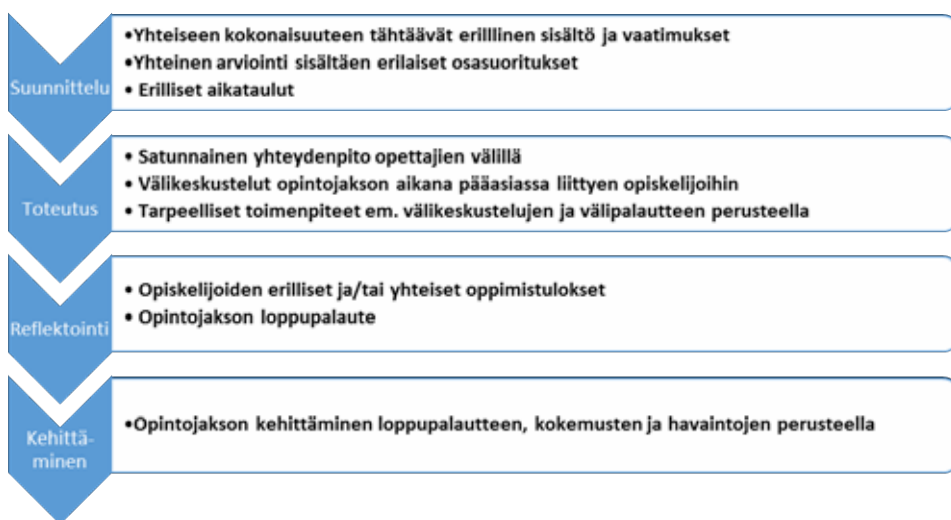 Suunnittelu
•Yhteiseen kokonaisuuteen tähtäävät erilllinen sisältö ja vaatimukset
•Yhteinen arviointi sisältäen erilaiset osasuoritukset
• Erilliset aikataulut
Toteutus
• Satunnainen yhteydenpito opettajien välillä
• Välikeskustelut opintojakson aikana pääasiassa liittyen opiskelijoihin
• Tarpeelliset toimenpiteet em. välikeskustelujen ja välipalautteen perusteella
Reflektointi
• Opiskelijoiden erilliset ja/tai yhteiset oppimistulokset
• Opintojakson loppupalaute
Kehittä-
minen
•Opintojakson kehittäminen loppupalautteen, kokemusten ja havaintojen perusteella